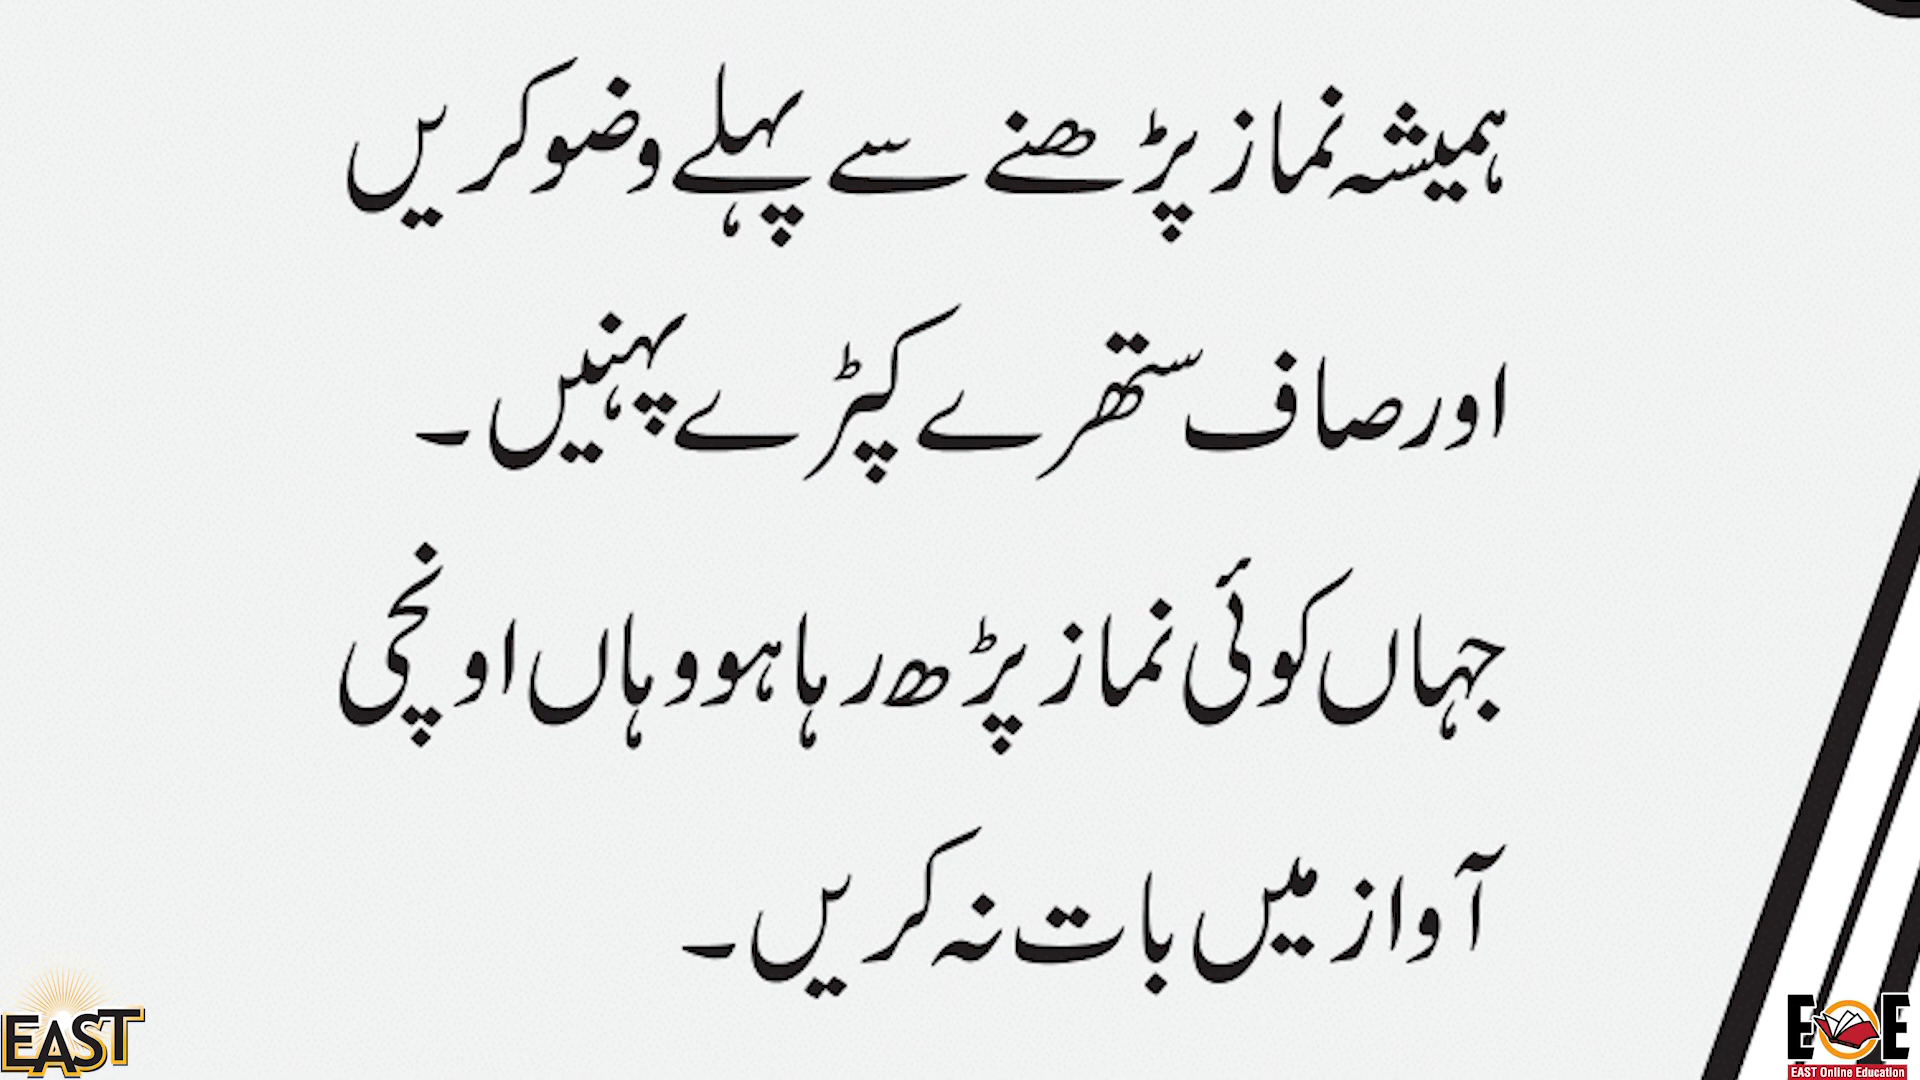 ہمیشہ نماز پڑھنے سے پہلے وضو کریں
اور صاف ستھرے کپڑے پہنیں۔
جہاں کوئی نماز پڑھ رہا ہو وہاں اونچی
آواز میں بات نہ کریں۔
EAST
EOE
EAST Online Education